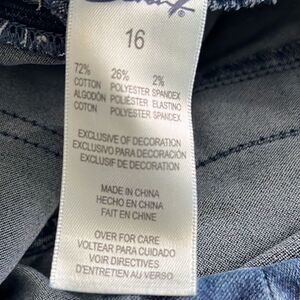 16
72% 26% 2%
COTTON POLYESTER SPANDEX
ALGODÓN POLIÉSTER ELASTINO
COTON POLYESTER SPANDEX
EXCLUSIVE OF DECORATION
EXCLUSIVO PARA DECORACIÓN
EXCLUSIF DE DECORATION
MADE IN CHINA
HECHO EN CHINA
FAIT EN CHINE
OVER FOR CARE
VOLTEAR PARA CUIDADO
VOIR DIRECTIVES
D'ENTRETIEN AU VERSO